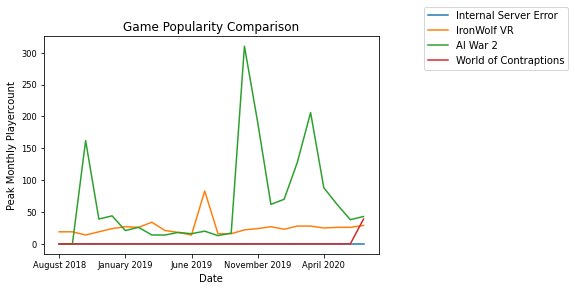 Game Popularity Comparison
Internal Server Error
IronWolf VR
AI War 2
World of Contraptions
Peak Monthly Playercount
300
250
200
150
100
50
0
August 2018 January 2019 June 2019 November 2019 April 2020
Date